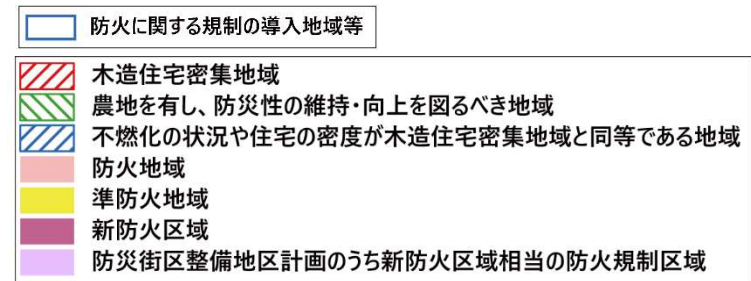 防火に関する規制の導入地域等
木造住宅密集地域
農地を有し、防災性の維持・向上を図るべき地域
不燃化の状況や住宅の密度が木造住宅密集地域と同等である地域
防火地域
準防火地域
新防火区域
防災街区整備地区計画のうち新防火区域相当の防火規制区域